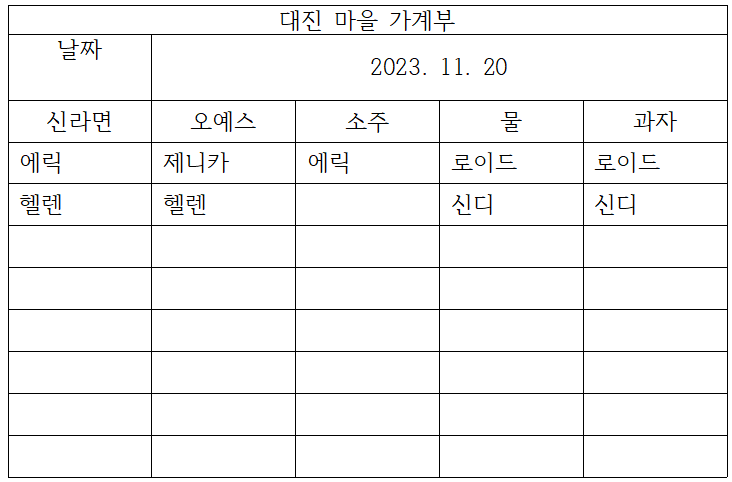 대진 마을 가계부
날짜 2023. 11. 20
신라면 오예스 소주 물 과자
에릭 제니카 에릭 로이드 로이드
헬렌 헬렌 신디 신디